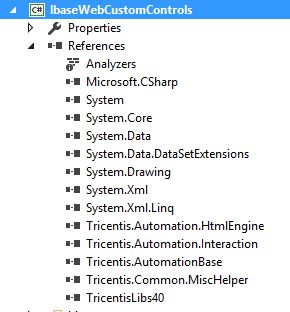 C# IbaseWebCustomControls
Properties
References
Analyzers
Microsoft.CSharp
System
System.Core
System.Data
System.Data.DataSetExtensions
System.Drawing
System.Xml
System.Xml.Linq
Tricentis.Automation.HtmlEngine
Tricentis.Automation.Interaction
Tricentis.AutomationBase
Tricentis.Common.MiscHelper
TricentisLibs40